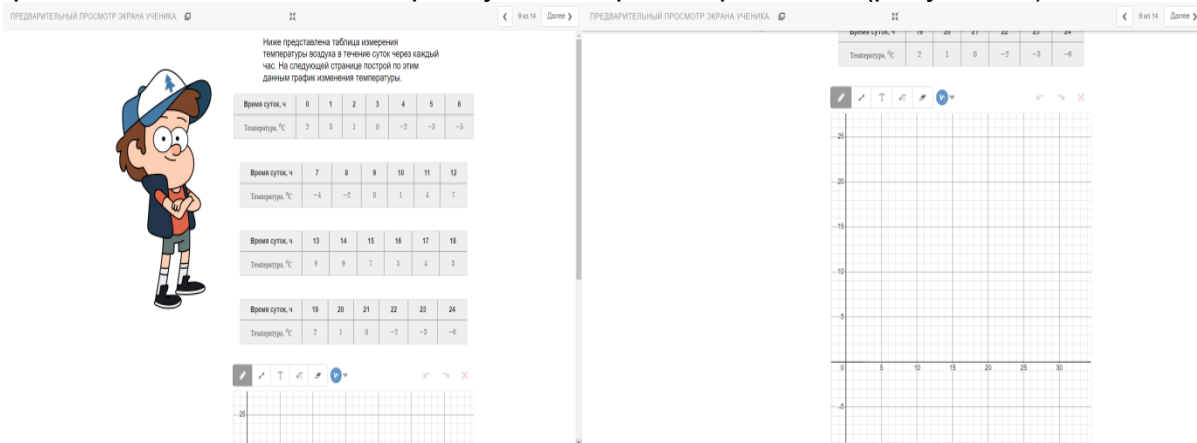 ПРЕДВАРИТЕЛЬНЫЙ ПРОСМОТР ЭКРАНА УЧЕНИКА.
9 из 14 Далее
Ниже представлена таблица измерения
температуры воздуха в течение суток через каждый
час. На следующей странице построй по этим
данным график изменения температуры.
Время суток, ч 0 1 2 3 4 5 6
Температура, °C 2 3 1 0 −2 −3 −5
Время суток, ч 7 8 9 10 11 12
Температура, °C −4 −2 0 1 4 7
Время суток, ч 13 14 15 16 17 18
Температура, °C 8 9 7 5 4 3
Время суток, ч 19 20 21 22 23 24
Температура, °C 2 1 0 −2 −3 −6
T
25
ПРЕДВАРИТЕЛЬНЫЙ ПРОСМОТР ЭКРАНА УЧЕНИКА.
9 из 14 Далее
Время суток, ч 19 20 21 22 23 24
Температура, °C 2 1 0 −2 −3 −6
T
25
20
15
10
5
0 5 10 15 20 25 30
-5